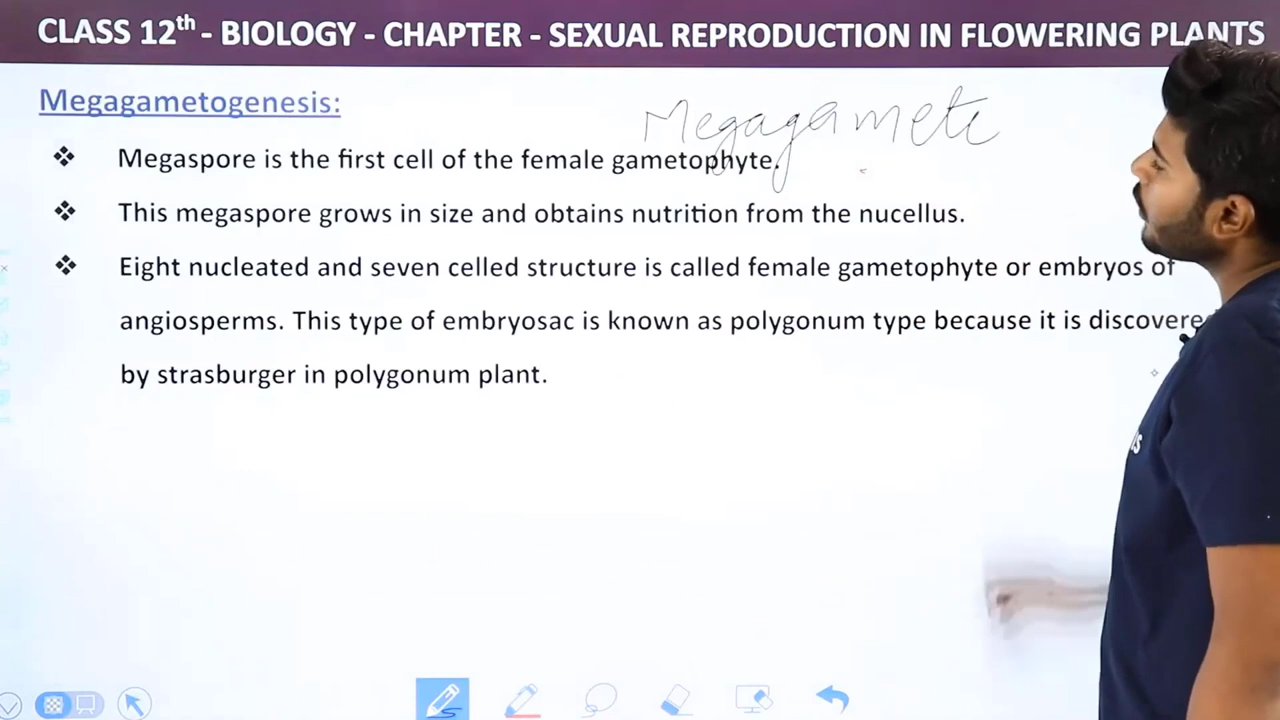 CLASS 12th - BIOLOGY - CHAPTER - SEXUAL REPRODUCTION IN FLOWERING PLANTS
Megagametogenesis:
Megagamete
❖ Megaspore is the first cell of the female gametophyte.
❖ This megaspore grows in size and obtains nutrition from the nucellus.
❖ Eight nucleated and seven celled structure is called female gametophyte or embryos of
angiosperms. This type of embryosac is known as polygonum type because it is discovere
by strasburger in polygonum plant.